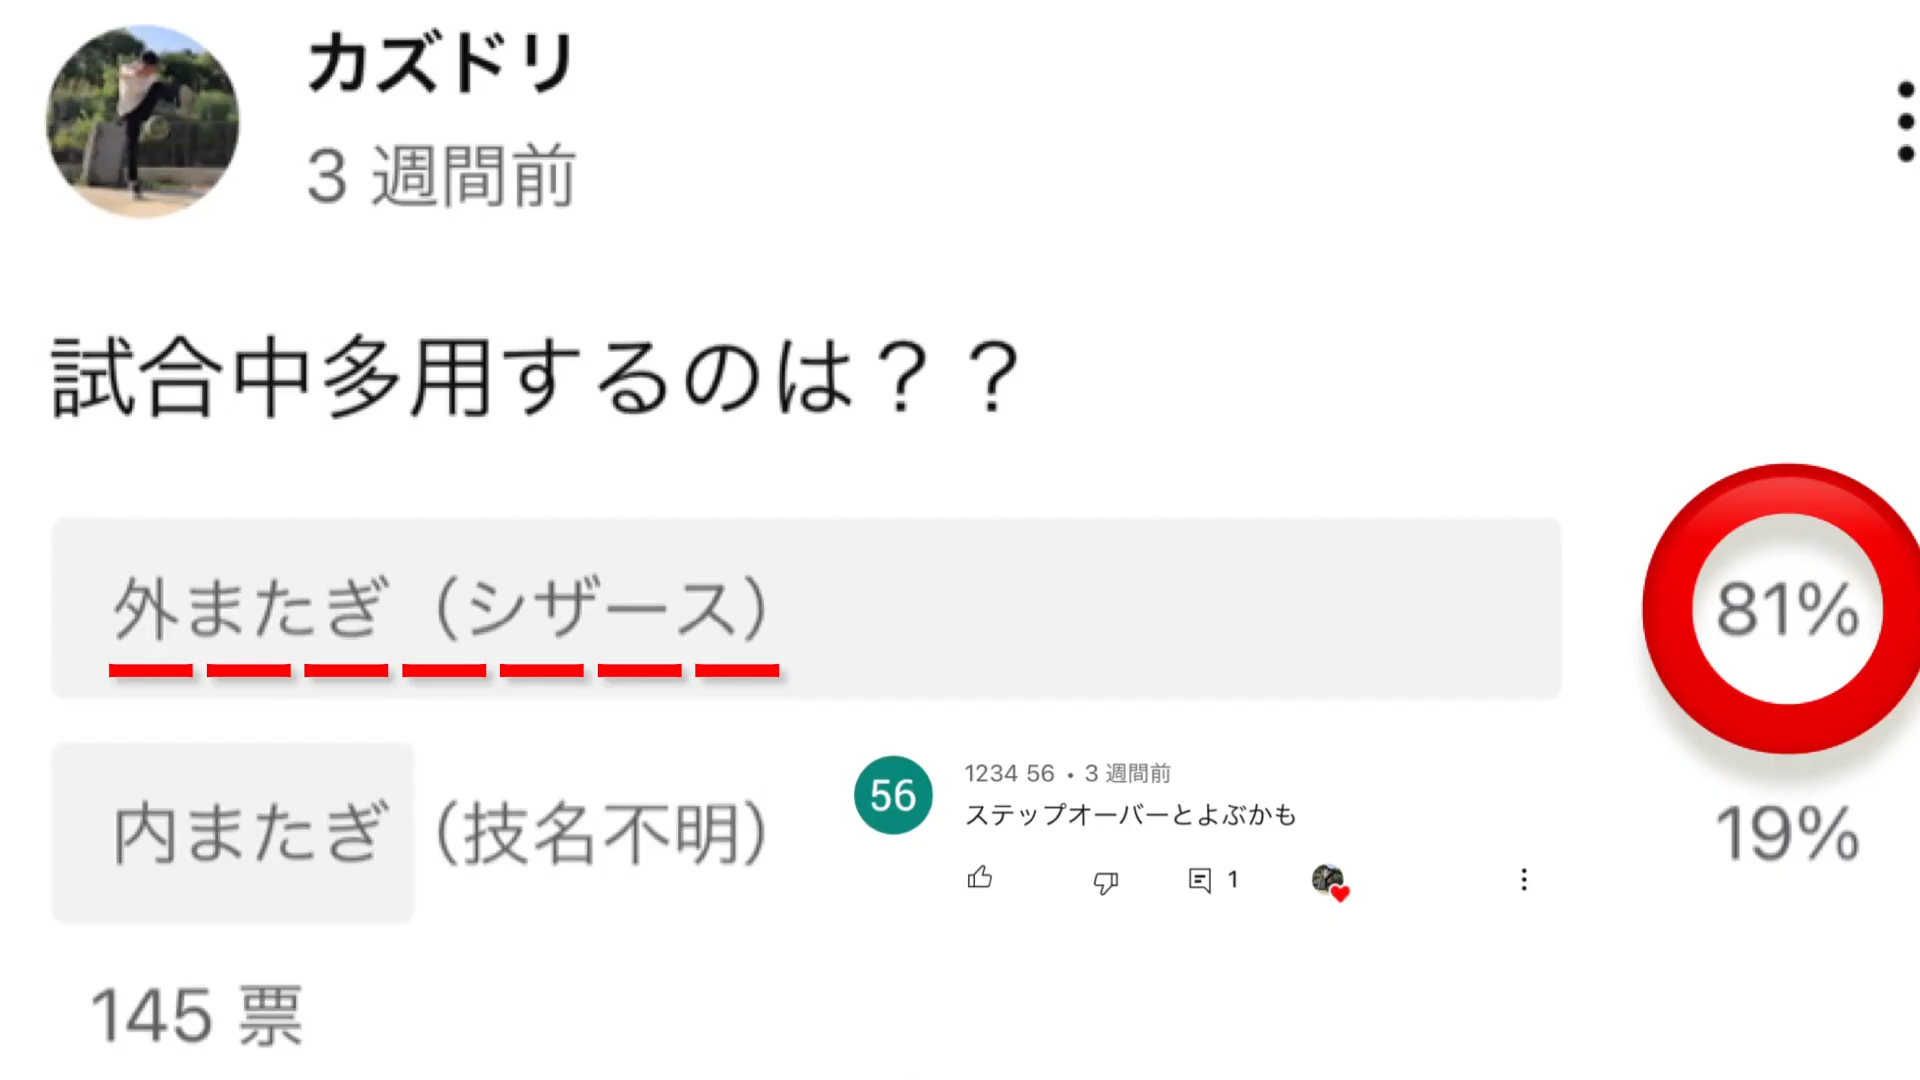 カズドリ
3 週間前
試合中多用するのは？？
外またぎ（シザース）
81%
内またぎ（技名不明）
19%
56
1234 56 • 3 週間前
ステップオーバーとよぶかも
1
145 票